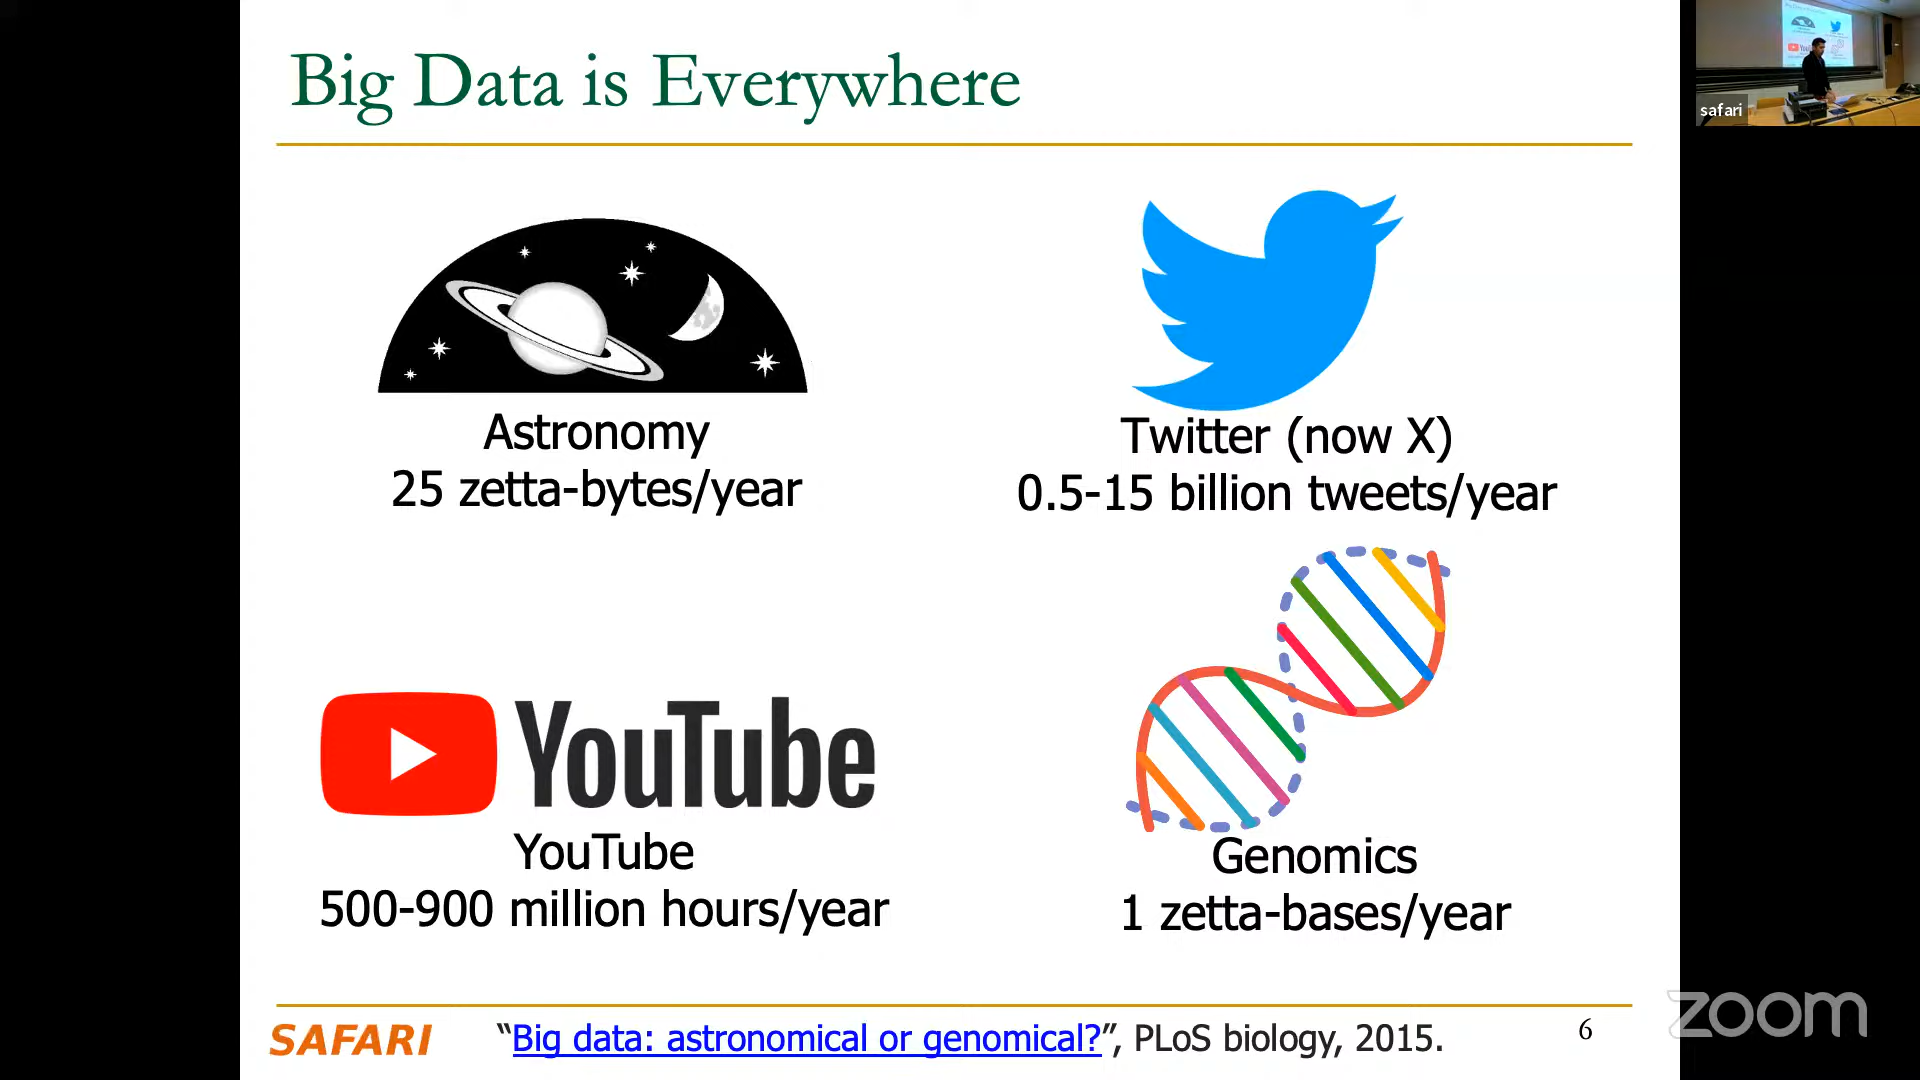 Big Data is Everywhere
safari
Astronomy
25 zetta-bytes/year
Twitter (now X)
0.5-15 billion tweets/year
YouTube
YouTube
500-900 million hours/year
Genomics
1 zetta-bases/year
SAFARI
“Big data: astronomical or genomical?”, PLoS biology, 2015.
6
zoom